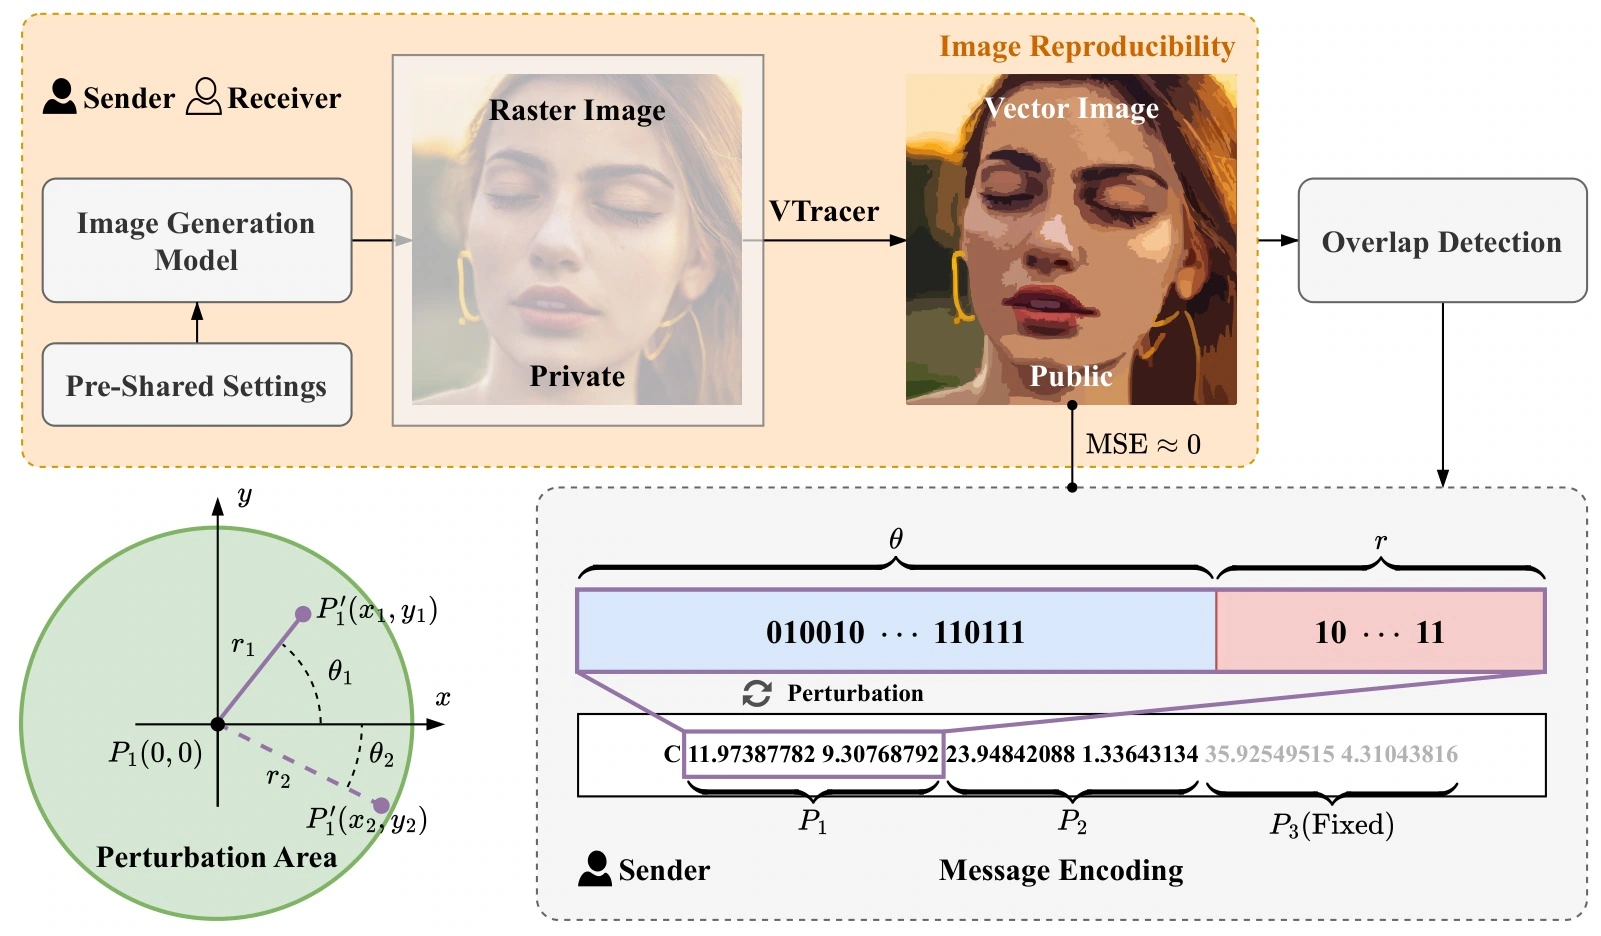 Image Reproducibility
Sender Receiver
Raster Image
Vector Image
Image Generation
Model
VTracer
Overlap Detection
Pre-Shared Settings
Private
Public
MSE ≈ 0
y
P₁′(x₁, y₁)
r₁
θ₁
x
P₁(0, 0)
θ₂
r₂
P₁′(x₂, y₂)
Perturbation Area
θ
r
010010 ⋯ 110111
10 ⋯ 11
Perturbation
C 11.97387782 9.30768792 23.94842088 1.33643134 35.92549515 4.31043816
P₁
P₂
P₃(Fixed)
Sender
Message Encoding